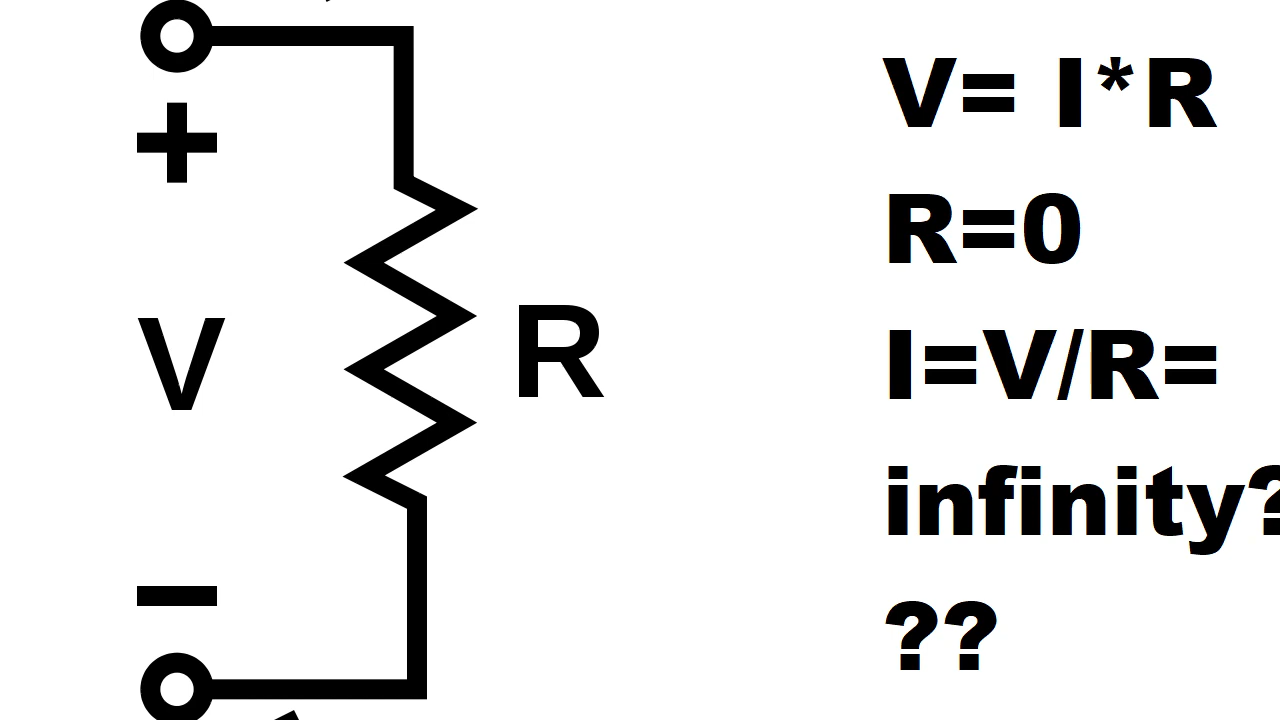 +
V
R
−
V= I*R
R=0
I=V/R=
infinity?
??